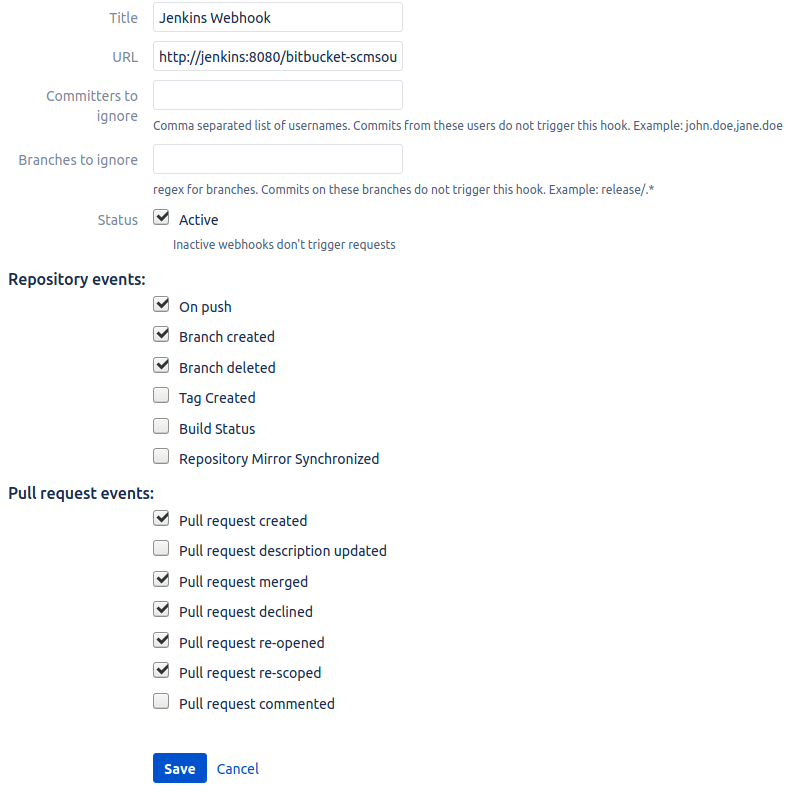 Title Jenkins Webhook
URL http://jenkins:8080/bitbucket-scmsou
Committers to
ignore
Comma separated list of usernames. Commits from these users do not trigger this hook. Example: john.doe,jane.doe
Branches to ignore
regex for branches. Commits on these branches do not trigger this hook. Example: release/.*
Status Active
Inactive webhooks don't trigger requests
Repository events:
On push
Branch created
Branch deleted
Tag Created
Build Status
Repository Mirror Synchronized
Pull request events:
Pull request created
Pull request description updated
Pull request merged
Pull request declined
Pull request re-opened
Pull request re-scoped
Pull request commented
Save Cancel